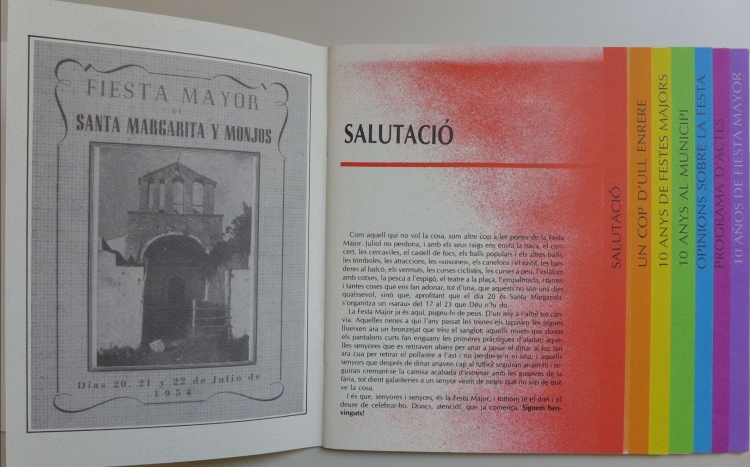 FIESTA MAYOR
DE
SANTA MARGARITA Y MONJOS
Días 20, 21 y 22 de Julio de
1954
SALUTACIÓ
Com aquell qui no vol la cosa, som altre cop a les portes de la Festa
Major. Juliol no perdona, i amb els seus raigs ens envia la traca, el con-
cert, les cercaviles, el castell de focs, els balls populars i els altres balls,
les tómboles, les atraccions, les «xoxones», els canelons i el rostit, les ban-
deres al balcó, els vermuts, les curses ciclistes, les curses a peu, l'eslàlom
amb cotxes, la pesca a l'espigó, el teatre a la plaça, l'empalmada, i tantes
i tantes coses que ens fan adonar, tot d'una, que aquests no són uns dies
qualssevol, sinó que, aprofitant que el dia 20 és Santa Margarida,
s'organitza un «sarau» del 17 al 23 que Déu n'hi do.
La Festa Major ja és aquí, pugeu-hi de peus. D'un any a l'altre tot can-
via. Aquelles nenes a qui l'any passat les trenes els tapaven les pigues
llueixen ara un bronzejat que treu el sanglot; aquells nois que duien
els pantalons curts fan enguany les primeres pràctiques d'afaitat; aque-
lles senyores que es retiraven abans per anar a posar el dinar al foc fan
ara cua per retirar el pollastre a l'ast i no perdre-se'n ni una, i aquells
senyors que després de dinar anaven cap al futbol seguiran anant-hi i se-
guiran cremant-se la camisa acabada d'estrenar amb les guspires de la
fària, tot dient galanteries a un senyor vestit de negre que no sap de què
ve la cosa.
I és que, senyores i senyors, és la Festa Major, i tothom té el dret i el
deure de celebrar-ho. Doncs, atenció!, que ja comença. Siguem ben-
vinguts!
SALUTACIÓ
UN COP D'ULL ENRERE
10 ANYS DE FESTES MAJORS
10 ANYS AL MUNICIPI
OPINIONS SOBRE LA FESTA
PROGRAMA D'ACTES
10 AÑOS DE FIESTA MAYOR